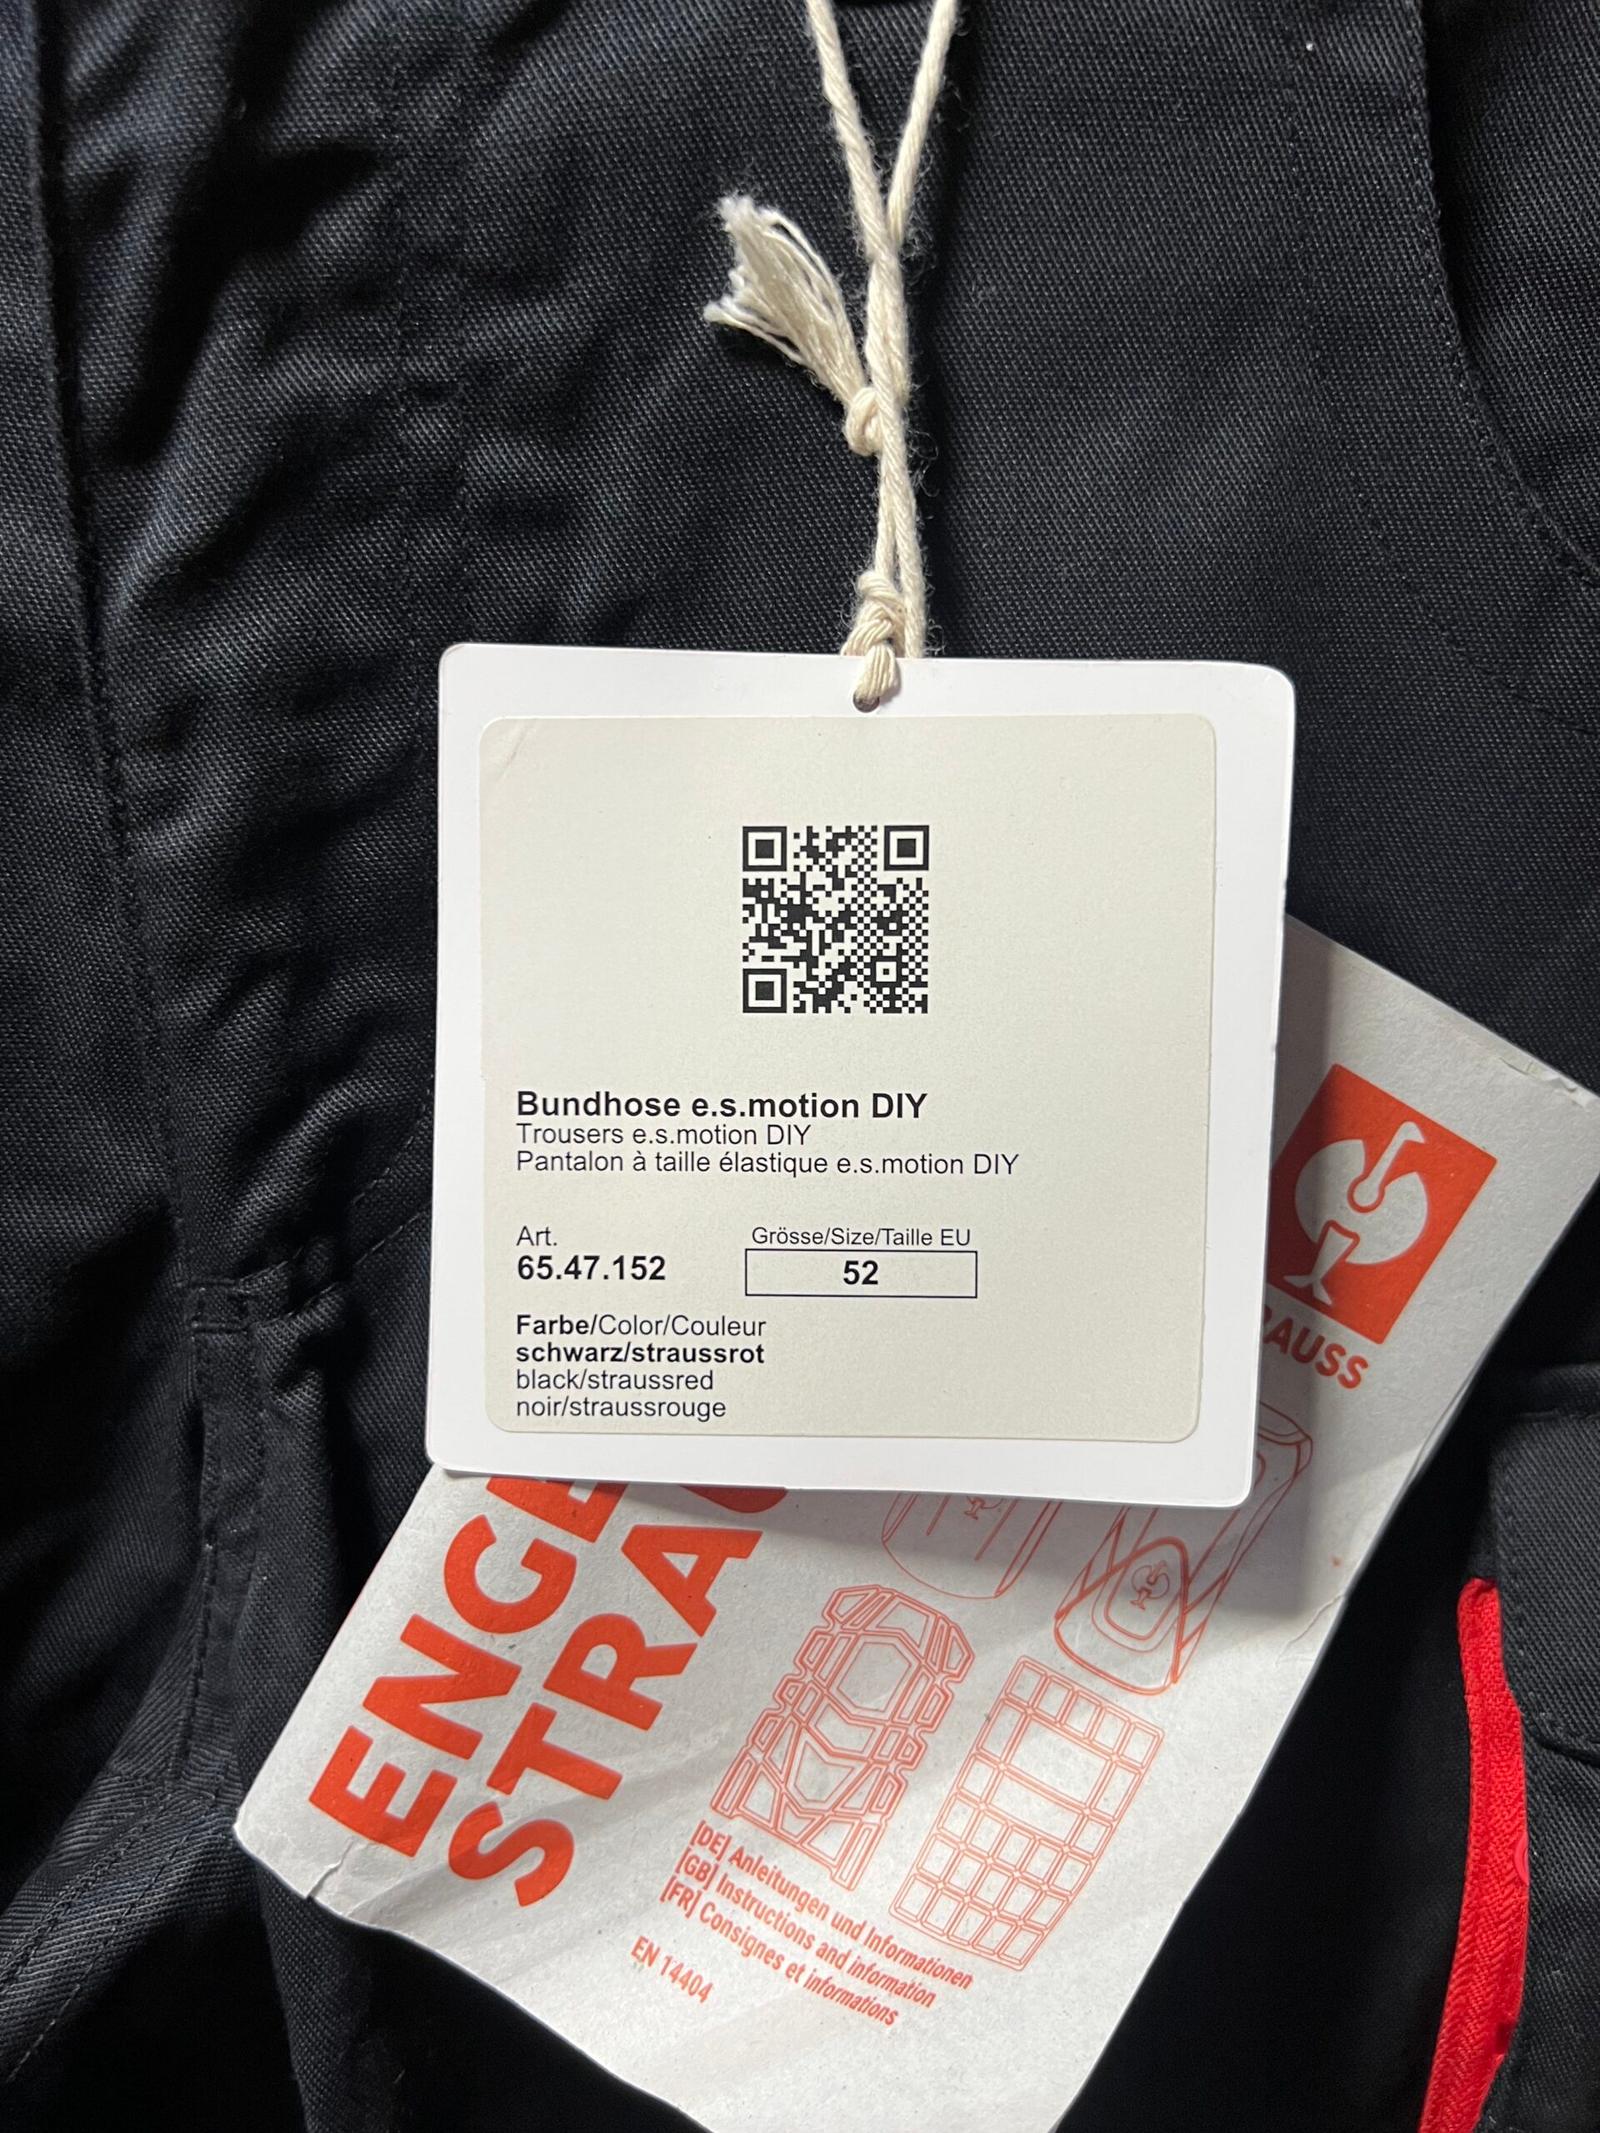 Bundhose e.s.motion DIY
Trousers e.s.motion DIY
Pantalon à taille élastique e.s.motion DIY
Art.
65.47.152
Grösse/Size/Taille EU
52
Farbe/Color/Couleur
schwarz/straussrot
black/straussred
noir/straussrouge
RAUSS
ENGE
STRAU
[DE] Anleitungen und Informationen
[GB] Instructions and information
[FR] Consignes et informations
EN 14404